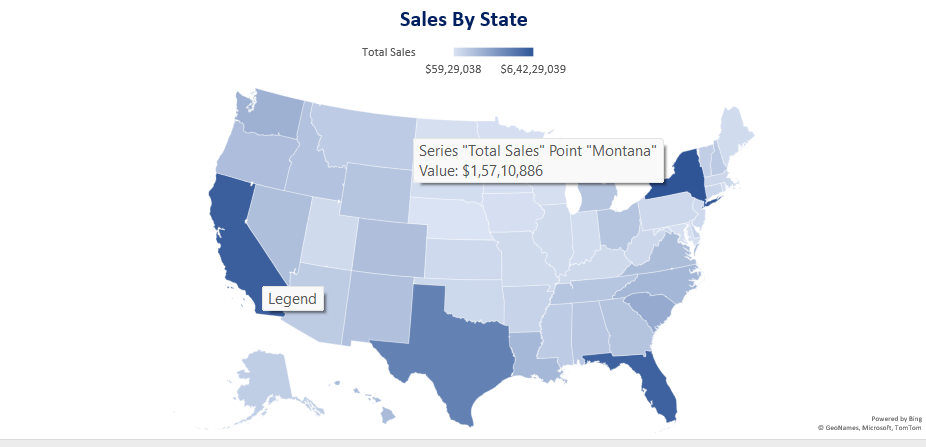 Sales By State
Total Sales
$59,29,038 $6,42,29,039
Series "Total Sales" Point "Montana"
Value: $1,57,10,886
Legend
Powered by Bing
© GeoNames, Microsoft, TomTom